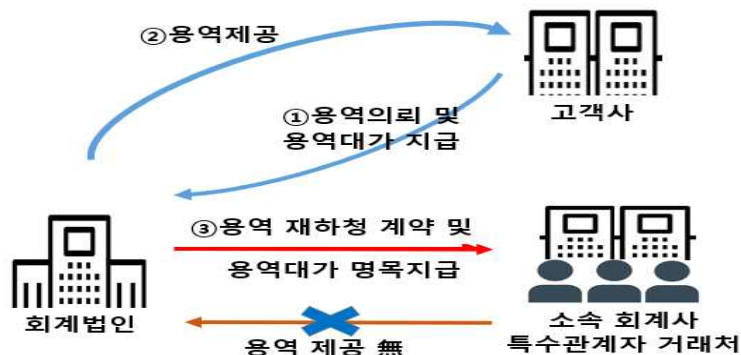 ②용역제공
①용역의뢰 및
용역대가 지급
고객사
③용역 재하청 계약 및
용역대가 명목지급
회계법인
용역 제공 無
소속 회계사
특수관계자 거래처